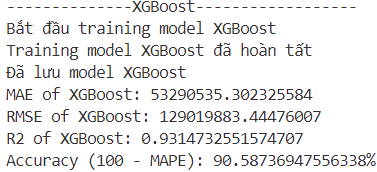 --------------XGBoost------------------
Bắt đầu training model XGBoost
Training model XGBoost đã hoàn tất
Đã lưu model XGBoost
MAE of XGBoost: 53290535.302325584
RMSE of XGBoost: 129019883.44476007
R2 of XGBoost: 0.9314732551574707
Accuracy (100 - MAPE): 90.58736947556338%